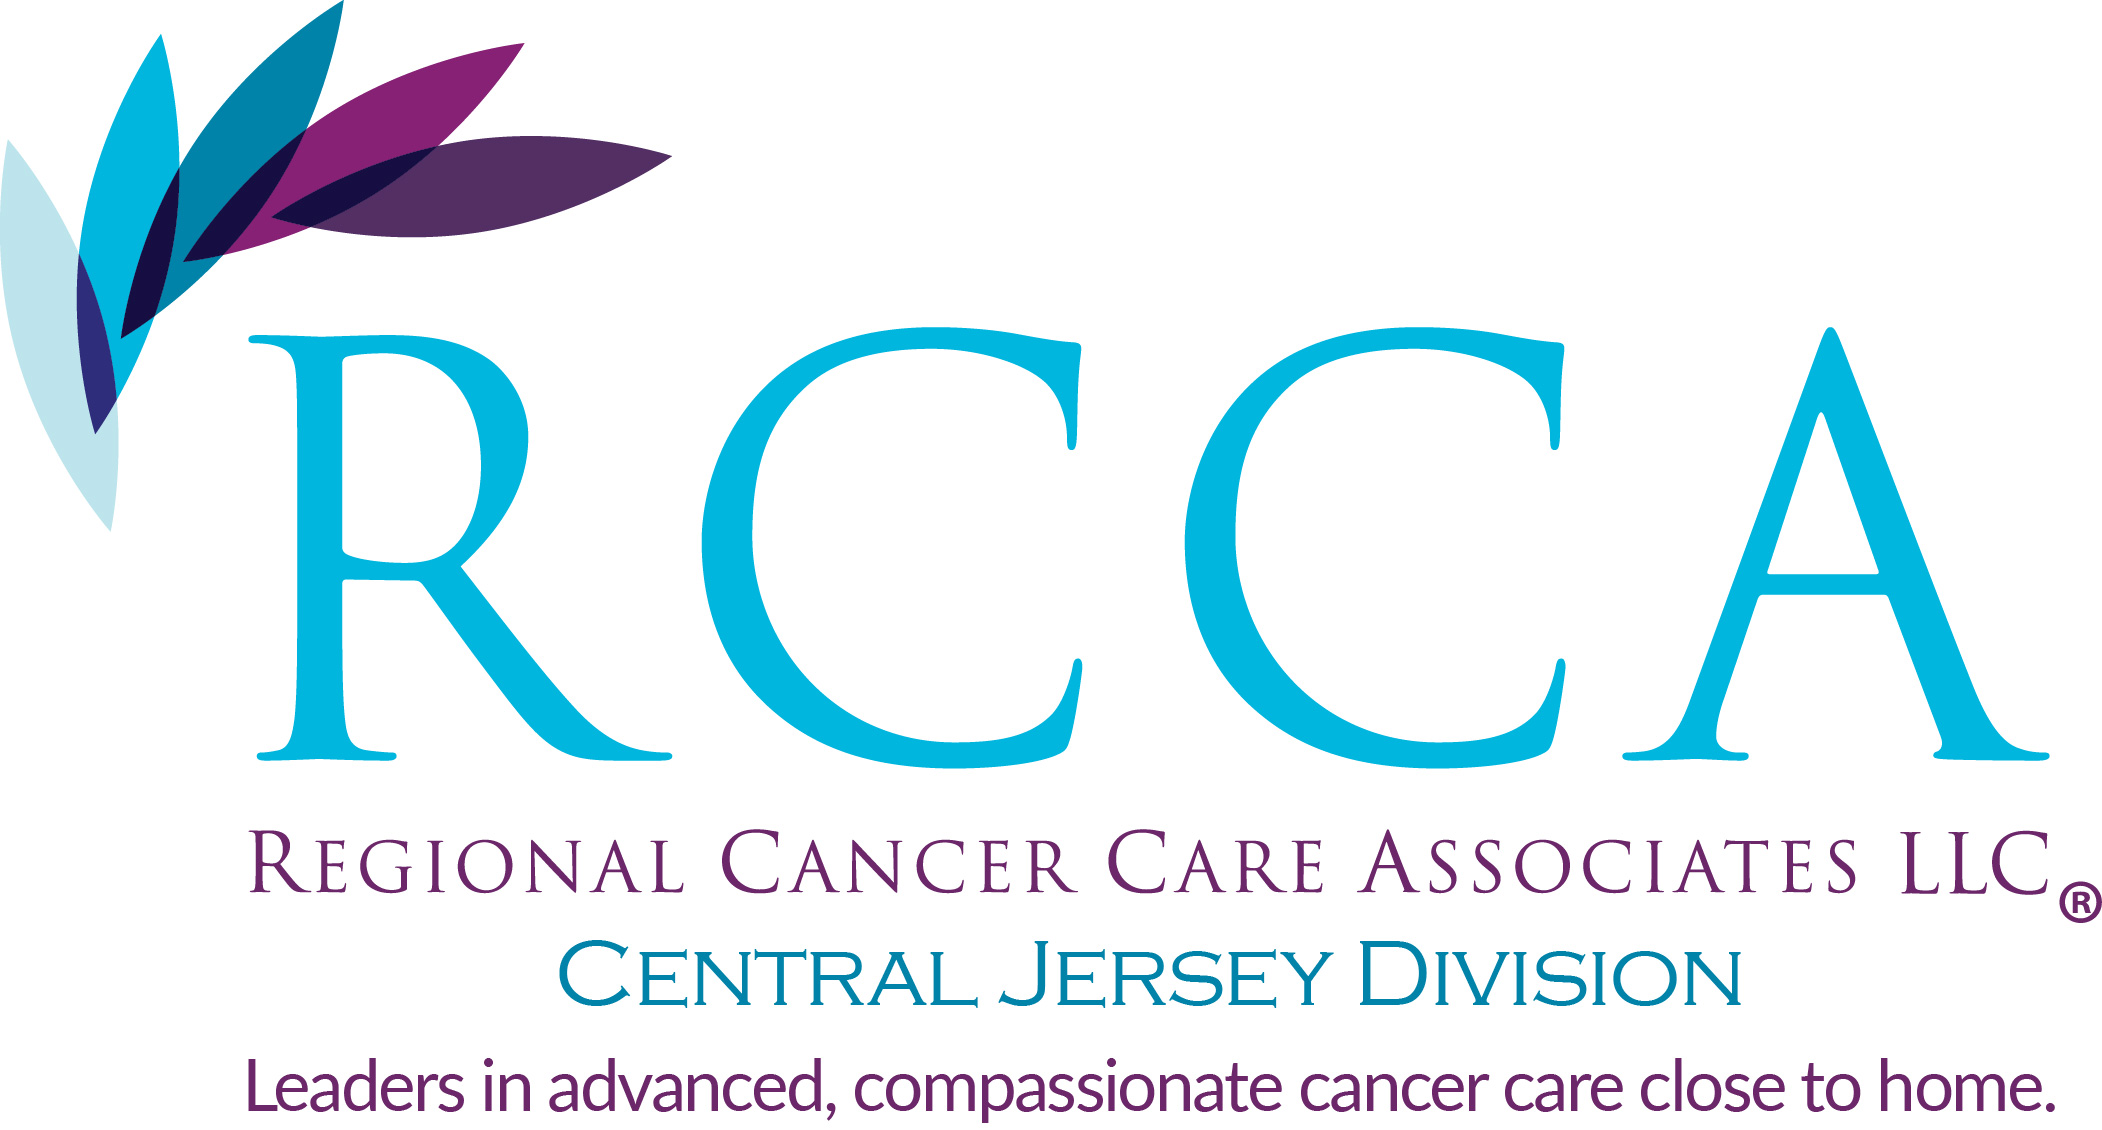 RCCA
REGIONAL CANCER CARE ASSOCIATES LLC®
CENTRAL JERSEY DIVISION
Leaders in advanced, compassionate cancer care close to home.